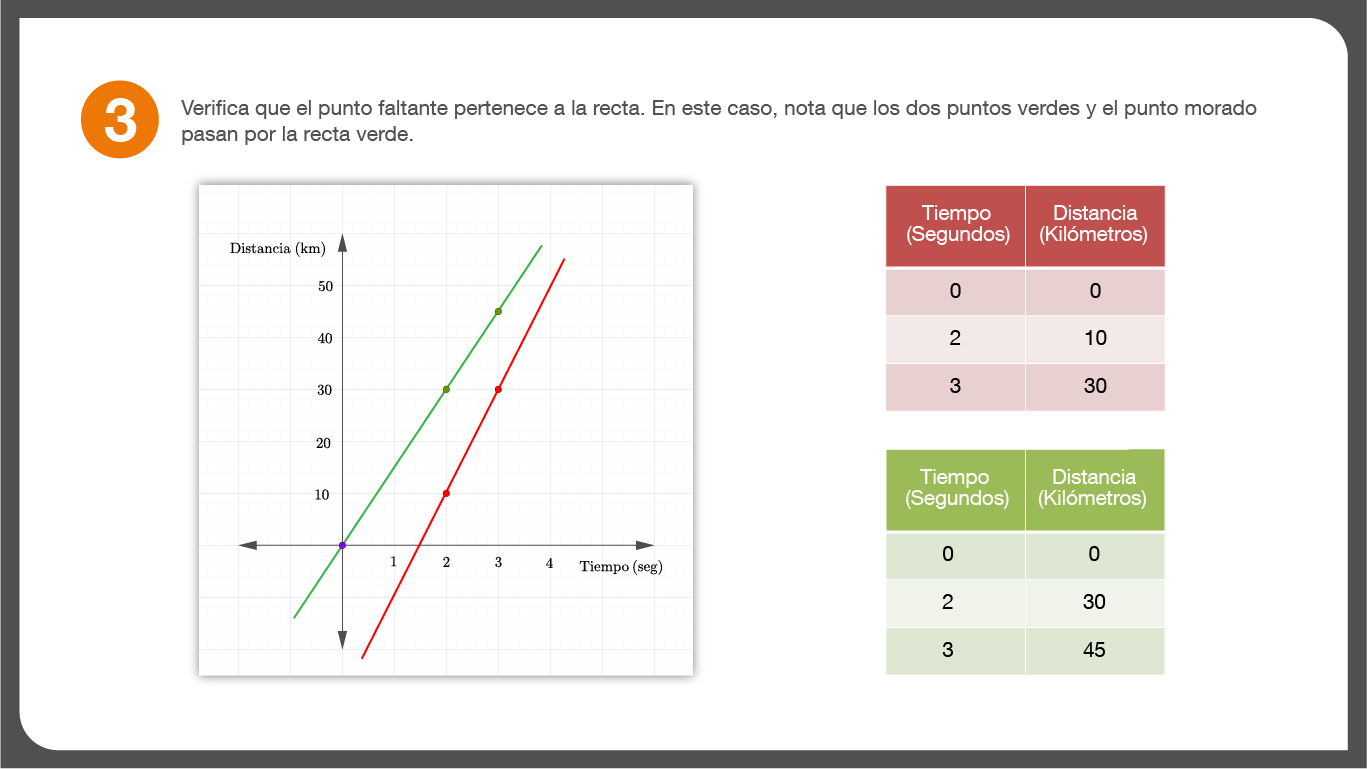 3
Verifica que el punto faltante pertenece a la recta. En este caso, nota que los dos puntos verdes y el punto morado
pasan por la recta verde.
Distancia (km)
50
40
30
20
10
1 2 3 4 Tiempo (seg)
Tiempo (Segundos) Distancia (Kilómetros)
0 0
2 10
3 30
Tiempo (Segundos) Distancia (Kilómetros)
0 0
2 30
3 45